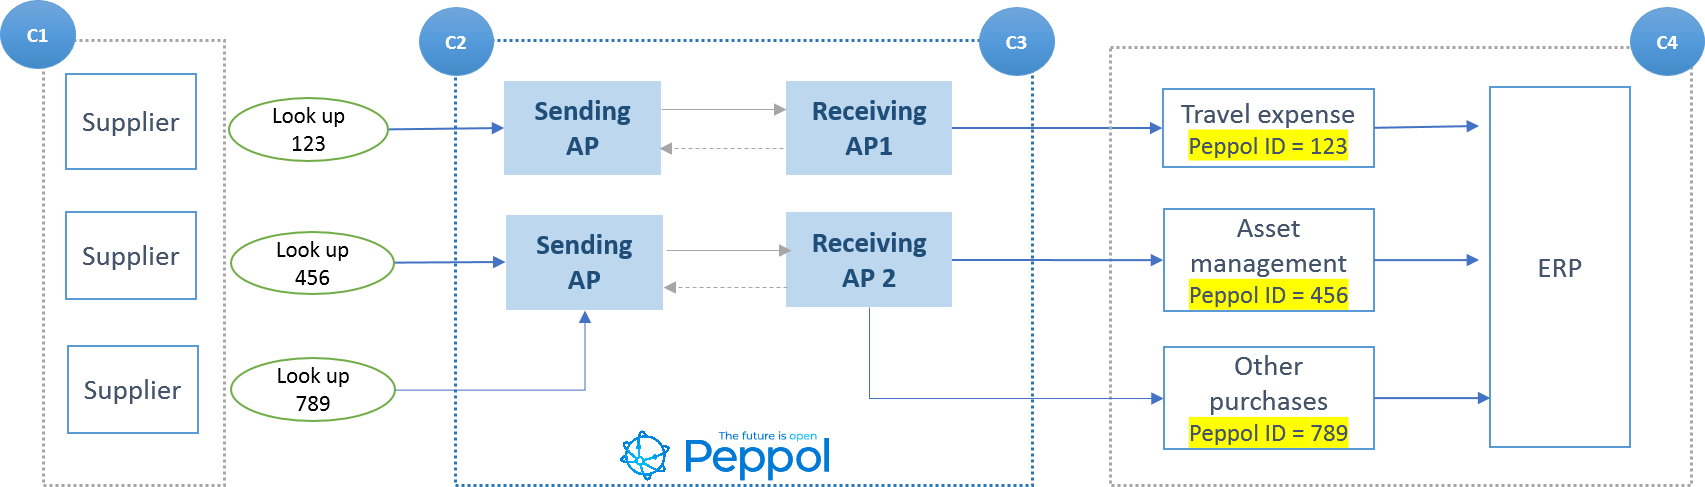 C1
C2
C3
C4
Supplier
Look up
123
Sending
AP
Receiving
AP1
Travel expense
Peppol ID = 123
Supplier
Look up
456
Sending
AP
Receiving
AP 2
Asset
management
Peppol ID = 456
ERP
Supplier
Look up
789
Other
purchases
Peppol ID = 789
The future is open
Peppol